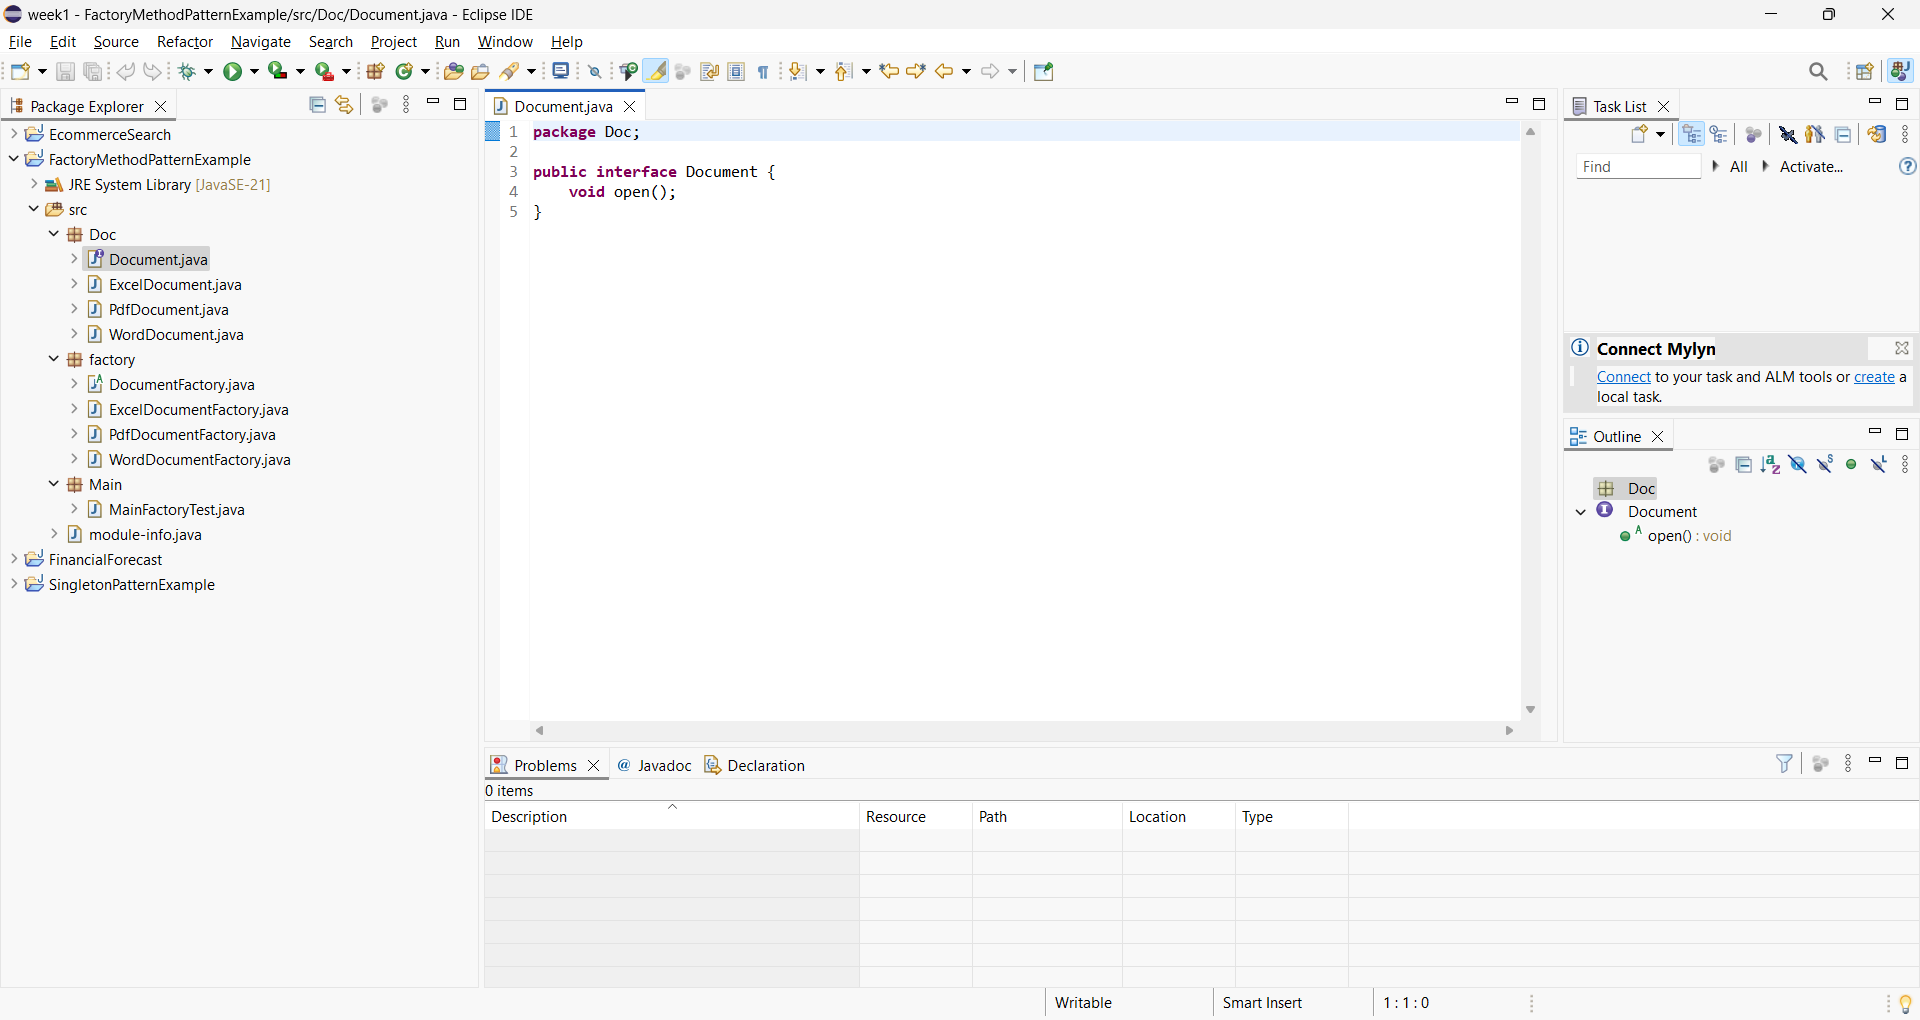 week1 - FactoryMethodPatternExample/src/Doc/Document.java - Eclipse IDE
File Edit Source Refactor Navigate Search Project Run Window Help
Package Explorer
EcommerceSearch
FactoryMethodPatternExample
JRE System Library [JavaSE-21]
src
Doc
Document.java
ExcelDocument.java
PdfDocument.java
WordDocument.java
factory
DocumentFactory.java
ExcelDocumentFactory.java
PdfDocumentFactory.java
WordDocumentFactory.java
Main
MainFactoryTest.java
module-info.java
FinancialForecast
SingletonPatternExample
Document.java
1 package Doc;
2
3 public interface Document {
4     void open();
5 }
Task List
Find All Activate...
Connect Mylyn
Connect to your task and ALM tools or create a
local task.
Outline
Doc
Document
open() : void
Problems @ Javadoc Declaration
0 items
Description Resource Path Location Type
Writable Smart Insert 1 : 1 : 0